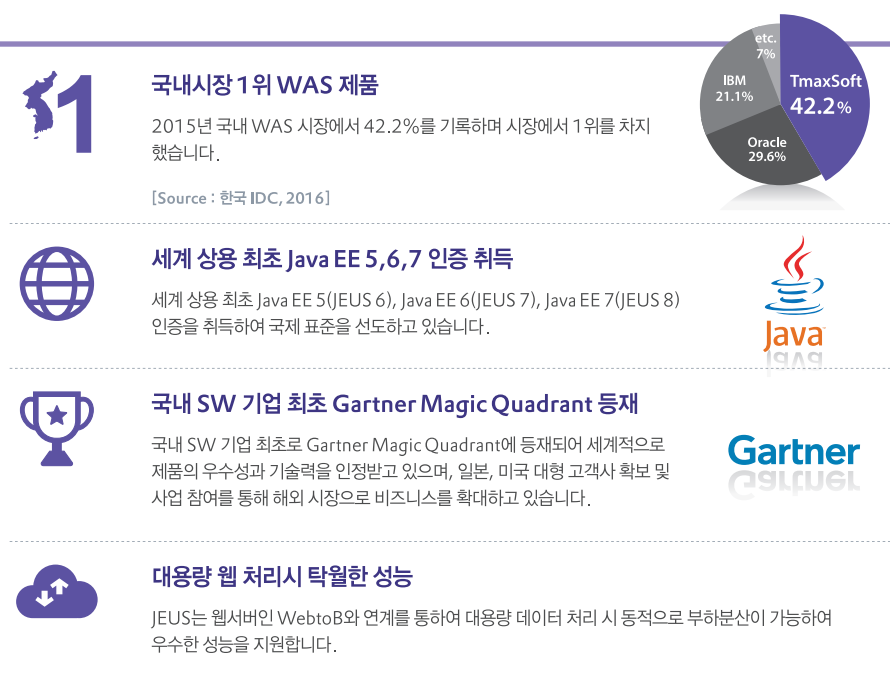 1
국내시장 1위 WAS 제품
2015년 국내 WAS 시장에서 42.2%를 기록하며 시장에서 1위를 차지
했습니다.
[Source : 한국 IDC, 2016]
etc.
7%
IBM
21.1%
TmaxSoft
42.2%
Oracle
29.6%
세계 상용 최초 Java EE 5,6,7 인증 취득
세계 상용 최초 Java EE 5(JEUS 6), Java EE 6(JEUS 7), Java EE 7(JEUS 8)
인증을 취득하여 국제 표준을 선도하고 있습니다.
Java
국내 SW 기업 최초 Gartner Magic Quadrant 등재
국내 SW 기업 최초로 Gartner Magic Quadrant에 등재되어 세계적으로
제품의 우수성과 기술력을 인정받고 있으며, 일본, 미국 대형 고객사 확보 및
사업 참여를 통해 해외 시장으로 비즈니스를 확대하고 있습니다.
Gartner
대용량 웹 처리시 탁월한 성능
JEUS는 웹서버인 WebtoB와 연계를 통하여 대용량 데이터 처리 시 동적으로 부하분산이 가능하여
우수한 성능을 지원합니다.